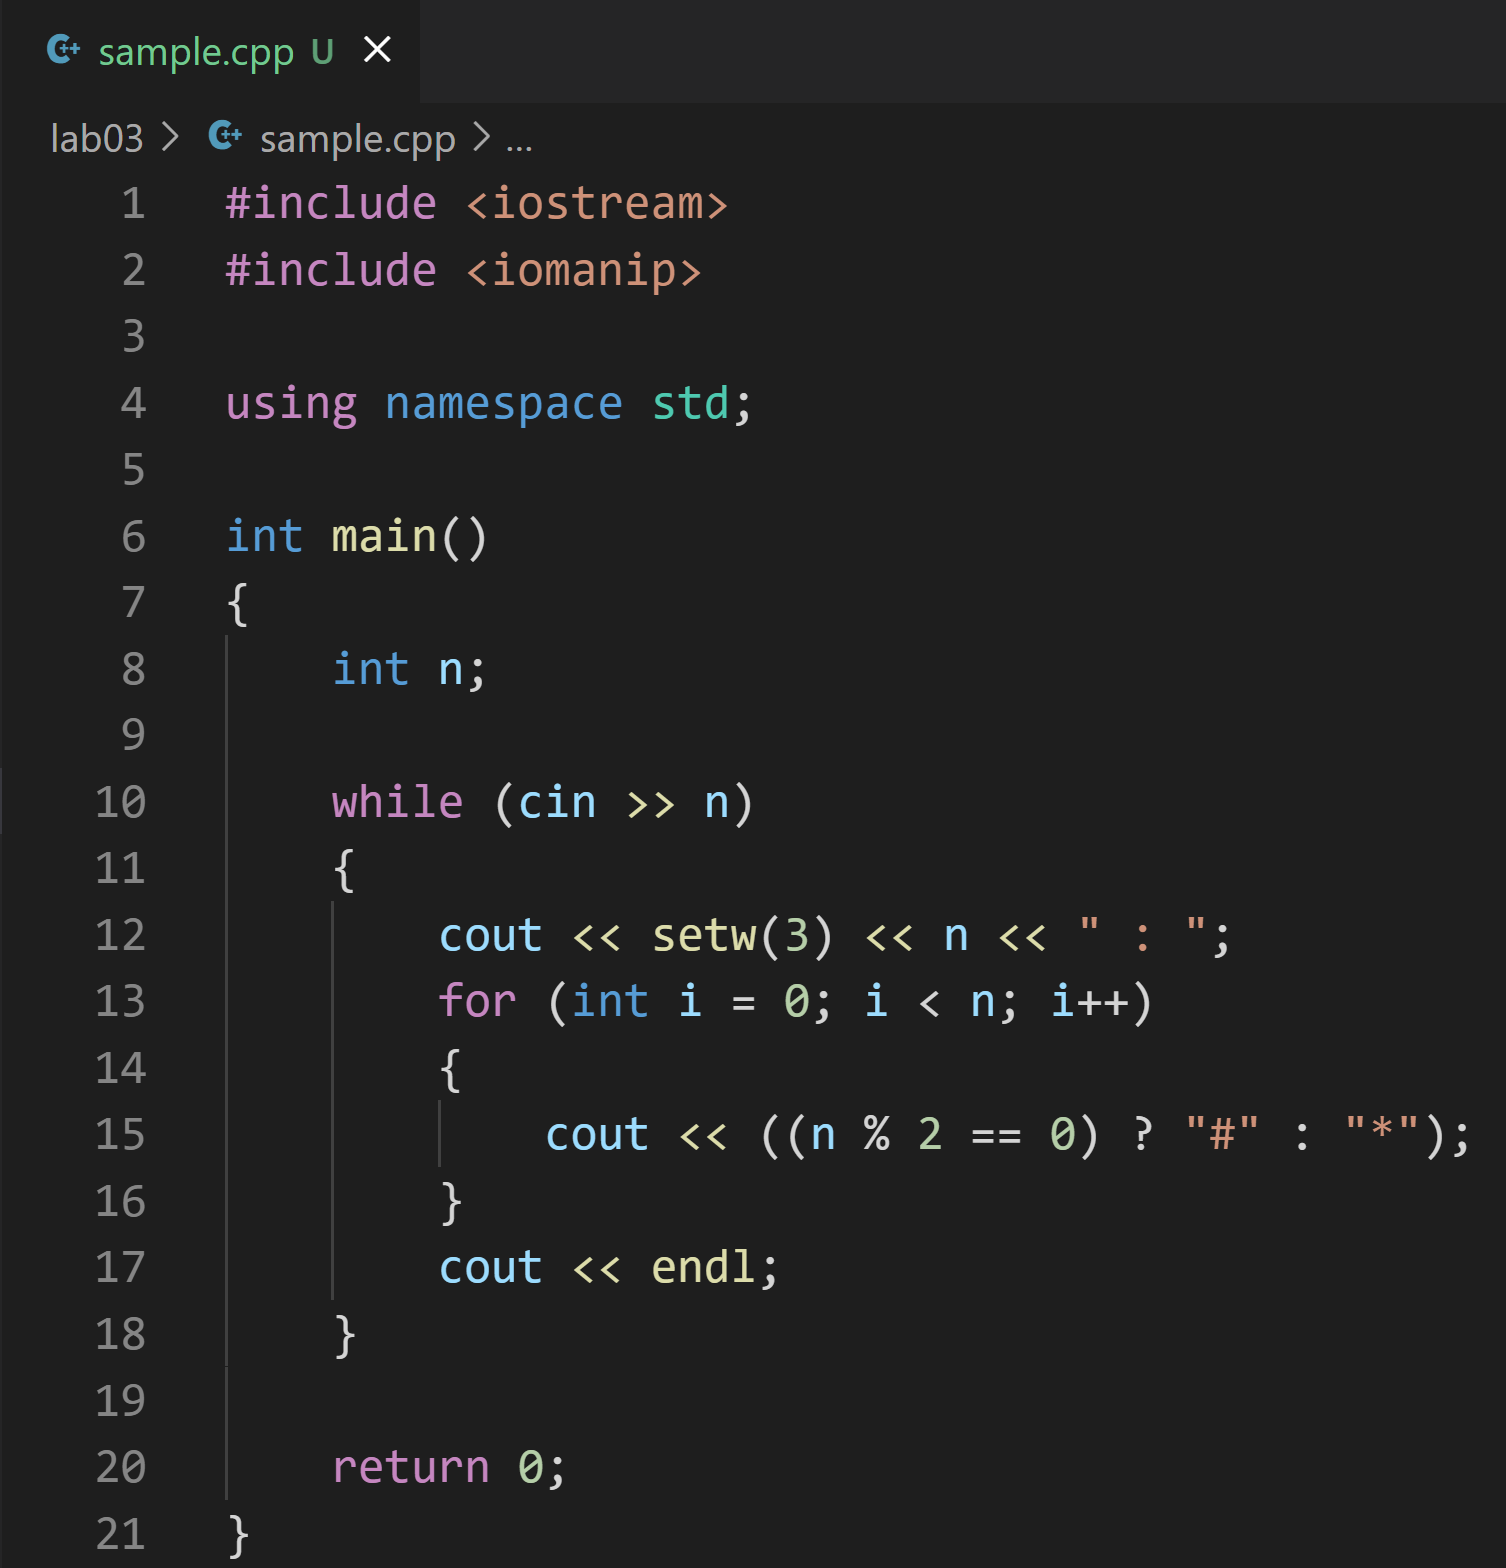 sample.cpp U
lab03 > sample.cpp > ...
1 #include <iostream>
2 #include <iomanip>
3
4 using namespace std;
5
6 int main()
7 {
8     int n;
9
10     while (cin >> n)
11     {
12         cout << setw(3) << n << " : ";
13         for (int i = 0; i < n; i++)
14         {
15             cout << ((n % 2 == 0) ? "#" : "*");
16         }
17         cout << endl;
18     }
19
20     return 0;
21 }